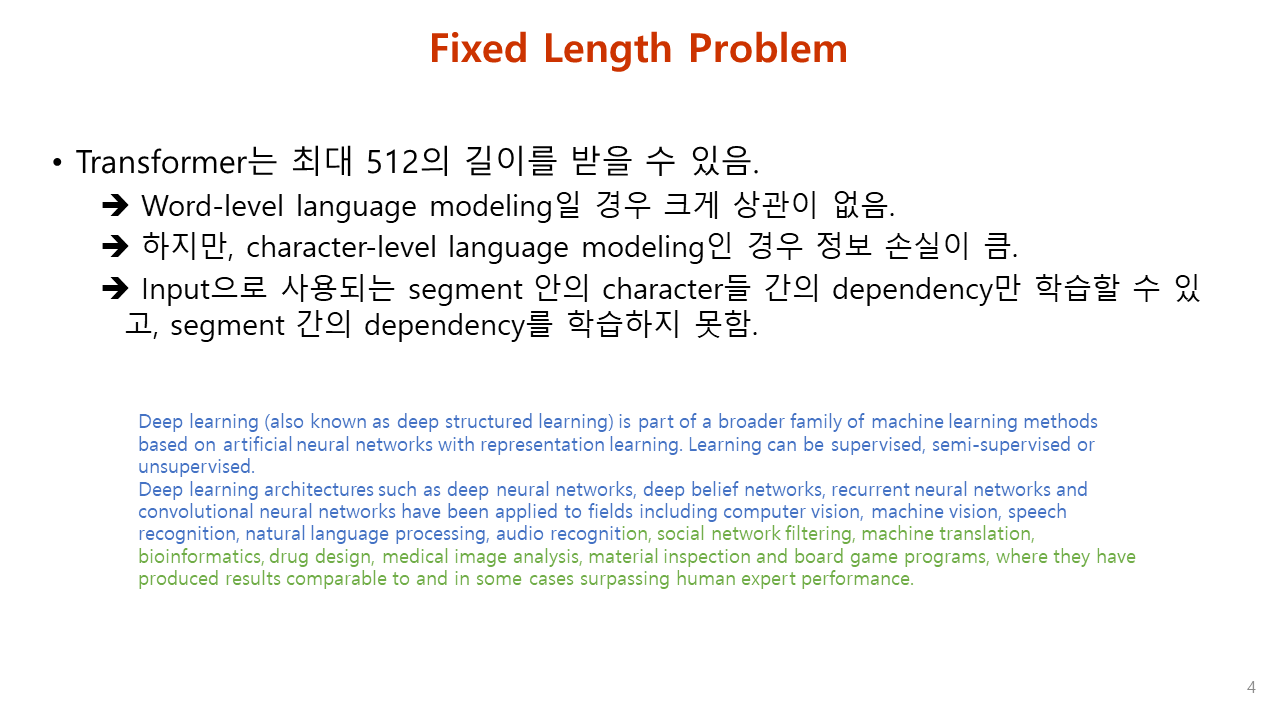 Fixed Length Problem
• Transformer는 최대 512의 길이를 받을 수 있음.
➔ Word-level language modeling일 경우 크게 상관이 없음.
➔ 하지만, character-level language modeling인 경우 정보 손실이 큼.
➔ Input으로 사용되는 segment 안의 character들 간의 dependency만 학습할 수 있
고, segment 간의 dependency를 학습하지 못함.
Deep learning (also known as deep structured learning) is part of a broader family of machine learning methods
based on artificial neural networks with representation learning. Learning can be supervised, semi-supervised or
unsupervised.
Deep learning architectures such as deep neural networks, deep belief networks, recurrent neural networks and
convolutional neural networks have been applied to fields including computer vision, machine vision, speech
recognition, natural language processing, audio recognition, social network filtering, machine translation,
bioinformatics, drug design, medical image analysis, material inspection and board game programs, where they have
produced results comparable to and in some cases surpassing human expert performance.
4